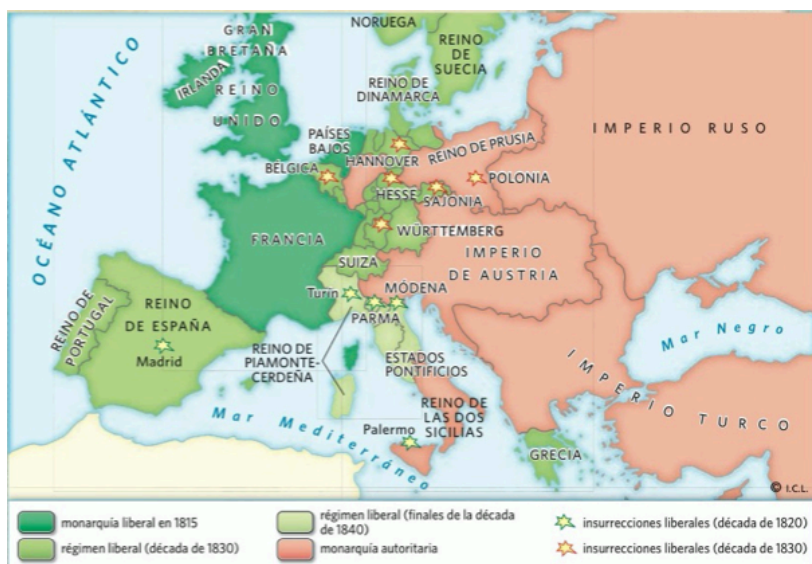 NORUEGA
GRAN
BRETAÑA
REINO
DE
SUECIA
IRLANDA
REINO
UNIDO
OCÉANO ATLÁNTICO
REINO DE
DINAMARCA
IMPERIO RUSO
PAÍSES
BAJOS
HANNOVER
REINO DE PRUSIA
BÉLGICA
POLONIA
HESSE
SAJONIA
FRANCIA
WÜRTTEMBERG
IMPERIO
DE AUSTRIA
SUIZA
MÓDENA
Turín
PARMA
REINO DE
PORTUGAL
REINO
DE ESPAÑA
Madrid
REINO DE
PIAMONTE-
CERDEÑA
ESTADOS
PONTIFICIOS
Mar Negro
REINO DE
LAS DOS
SICILIAS
Palermo
Mar Mediterráneo
IMPERIO TURCO
GRECIA
© I.C.L.
monarquía liberal en 1815
régimen liberal (década de 1830)
régimen liberal (finales de la década
de 1840)
monarquía autoritaria
insurrecciones liberales (década de 1820)
insurrecciones liberales (década de 1830)